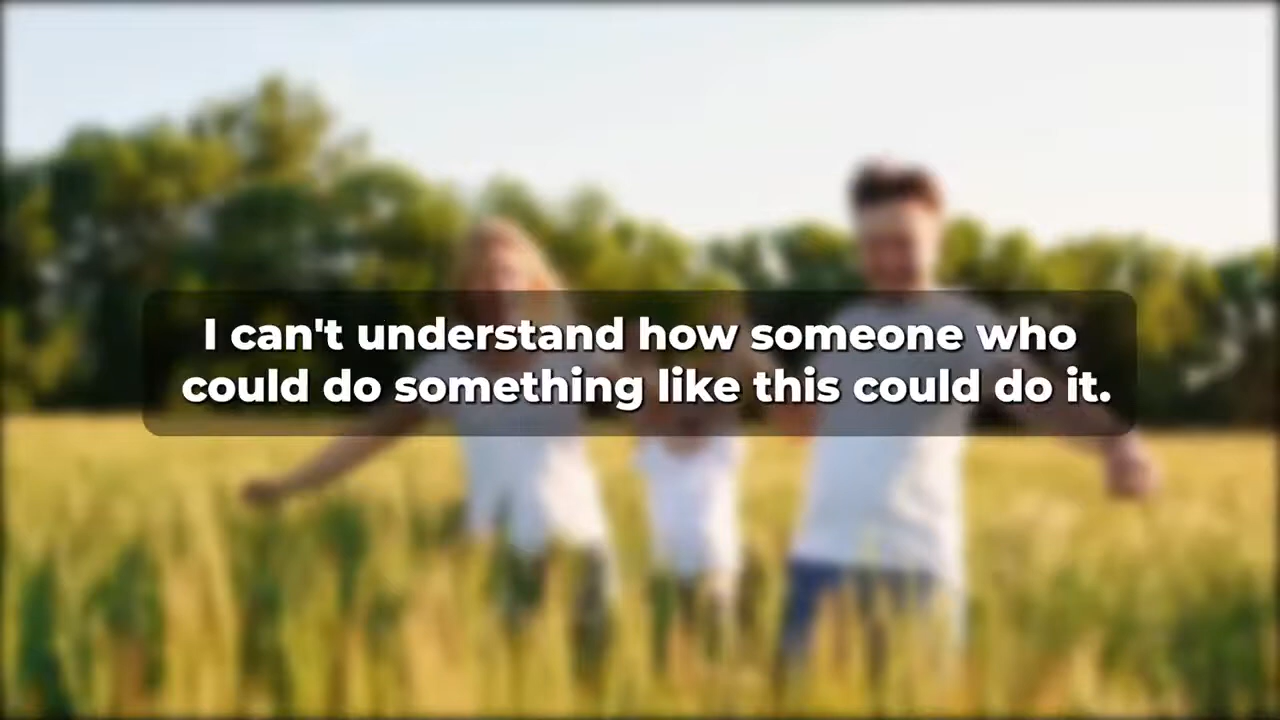 I can't understand how someone who
could do something like this could do it.